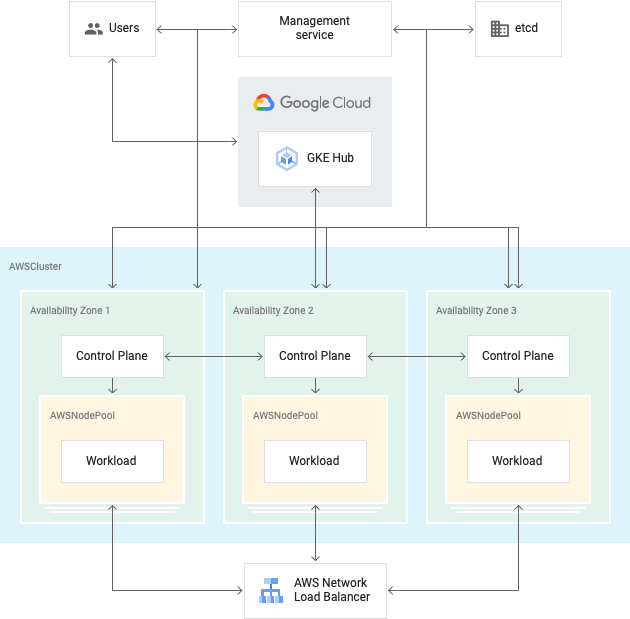 Users
Management
service
etcd
Google Cloud
GKE Hub
AWSCluster
Availability Zone 1
Availability Zone 2
Availability Zone 3
Control Plane
Control Plane
Control Plane
AWSNodePool
AWSNodePool
AWSNodePool
Workload
Workload
Workload
AWS Network
Load Balancer